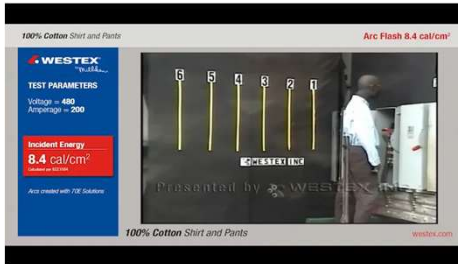 100% Cotton Shirt and Pants
Arc Flash 8.4 cal/cm²
WESTEX
by Milliken
TEST PARAMETERS
Voltage = 480
Amperage = 200
Incident Energy
8.4 cal/cm²
Arcs created with 70E Solutions
6 5 4 3 2 1
WESTEX INC
Presented by WESTEX INC.
100% Cotton Shirt and Pants
westex.com